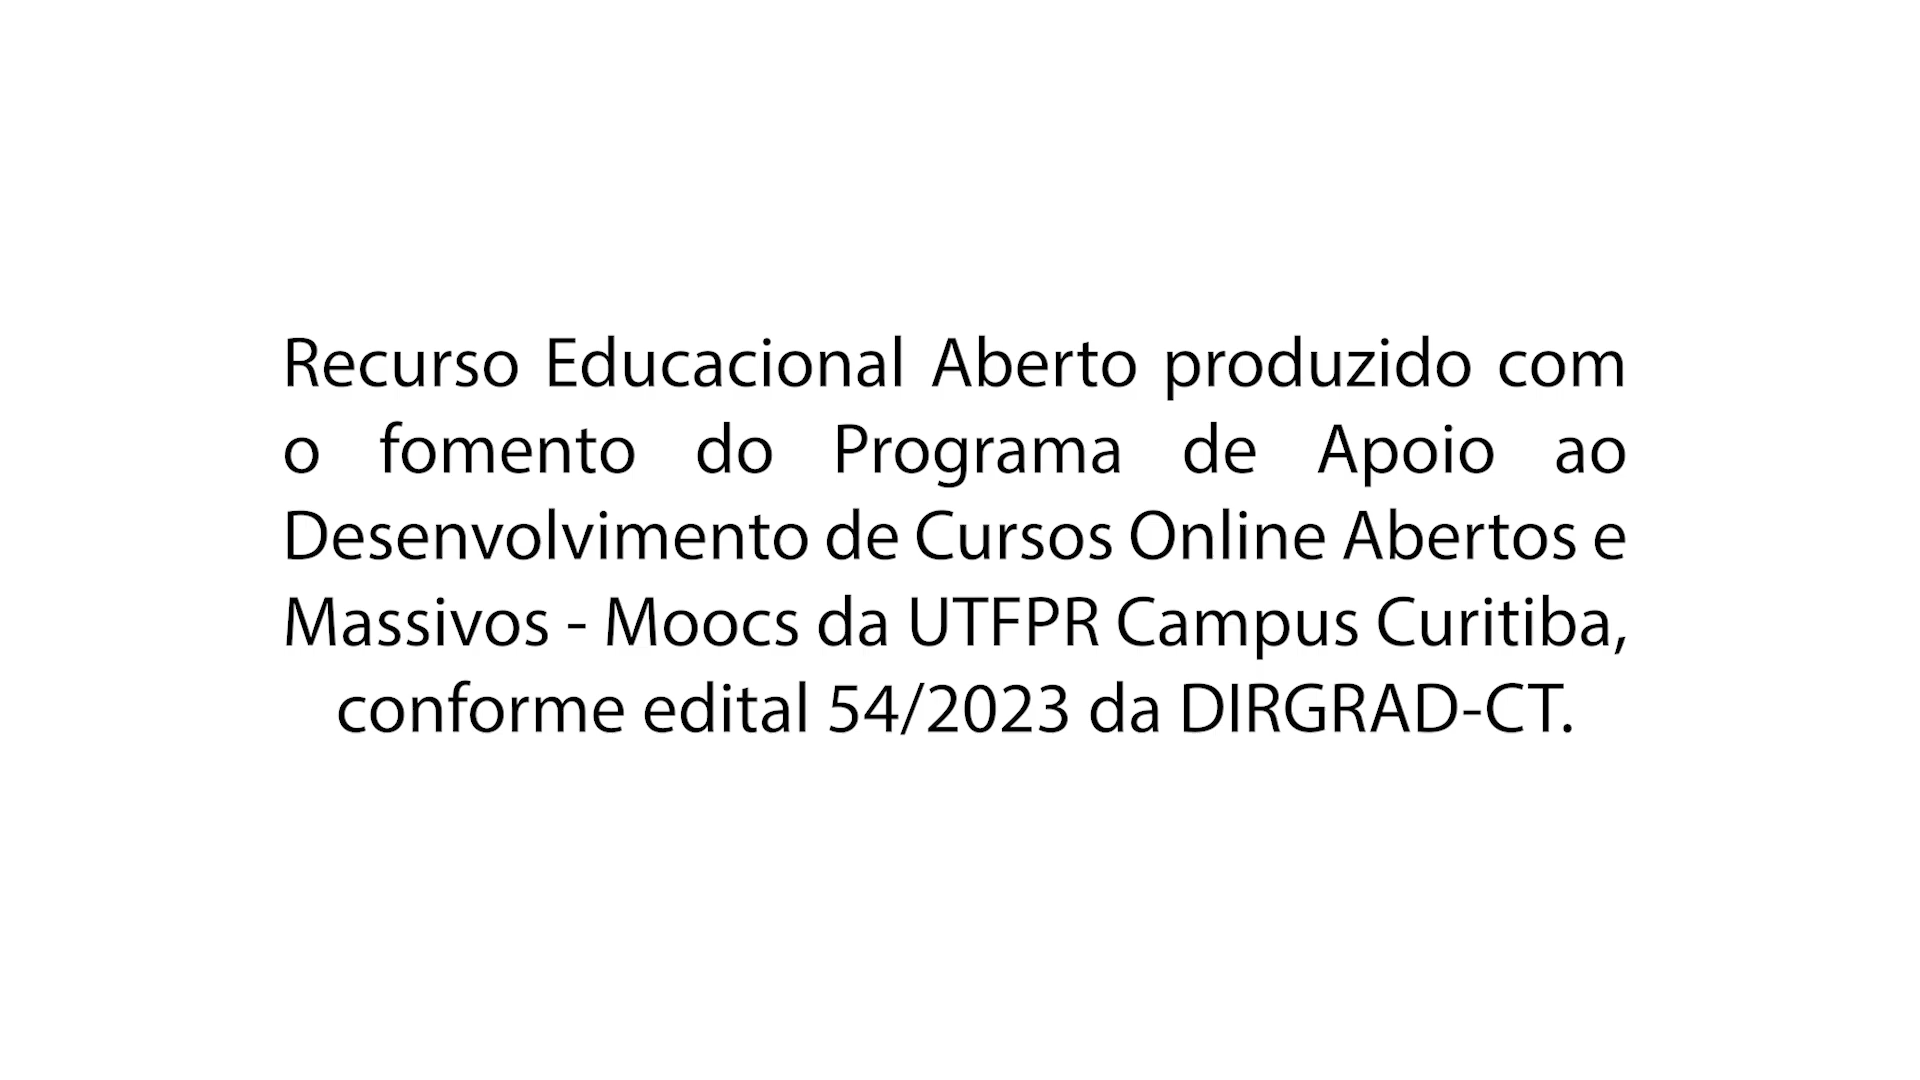 Recurso Educacional Aberto produzido com
o fomento do Programa de Apoio ao
Desenvolvimento de Cursos Online Abertos e
Massivos - Moocs da UTFPR Campus Curitiba,
conforme edital 54/2023 da DIRGRAD-CT.